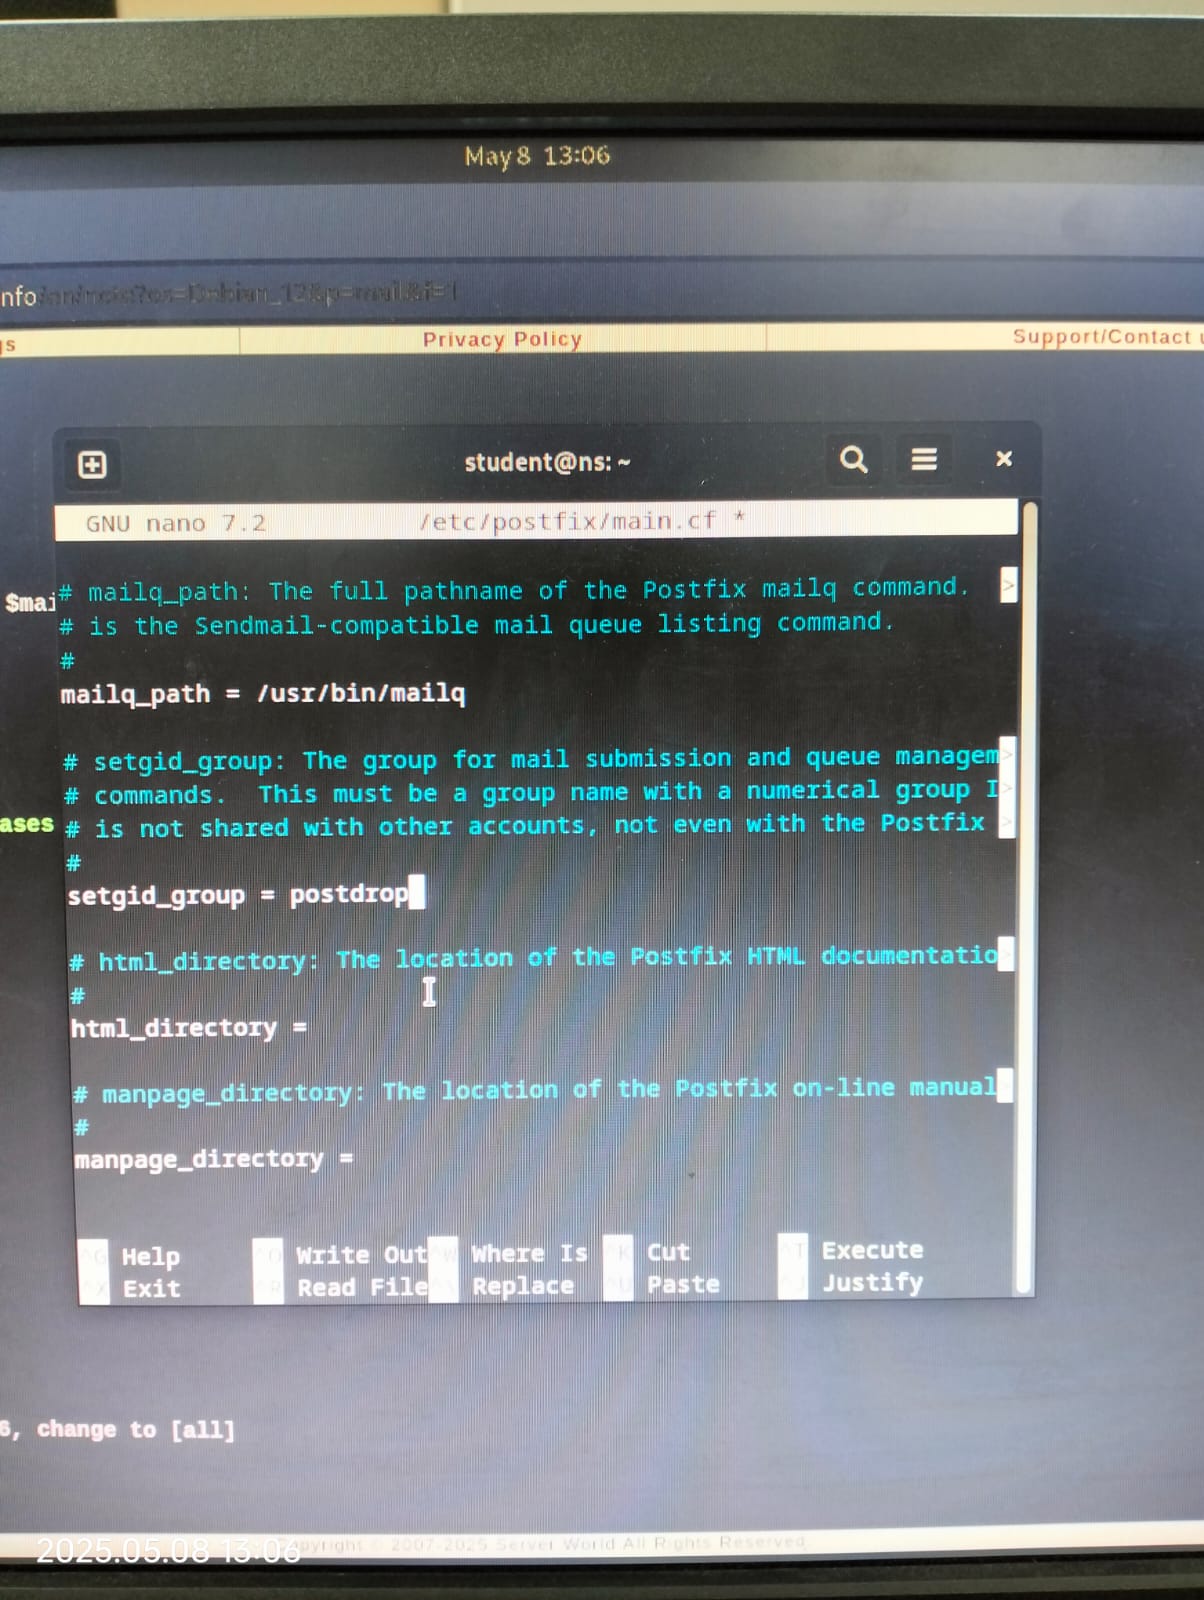 May 8 13:06
nfo
gs
Privacy Policy
Support/Contact u
student@ns: ~
GNU nano 7.2 /etc/postfix/main.cf *
$mai
# mailq_path: The full pathname of the Postfix mailq command. >
# is the Sendmail-compatible mail queue listing command.
#
mailq_path = /usr/bin/mailq
# setgid_group: The group for mail submission and queue managem>
# commands. This must be a group name with a numerical group I>
ases
# is not shared with other accounts, not even with the Postfix >
#
setgid_group = postdrop
# html_directory: The location of the Postfix HTML documentatio>
#
html_directory =
# manpage_directory: The location of the Postfix on-line manual>
#
manpage_directory =
^G Help ^O Write Out ^W Where Is ^K Cut ^T Execute
^X Exit ^R Read File ^\ Replace ^U Paste ^J Justify
6, change to [all]
Copyright © 2007-2025 Server World All Rights Reserved.
2025.05.08 13:06